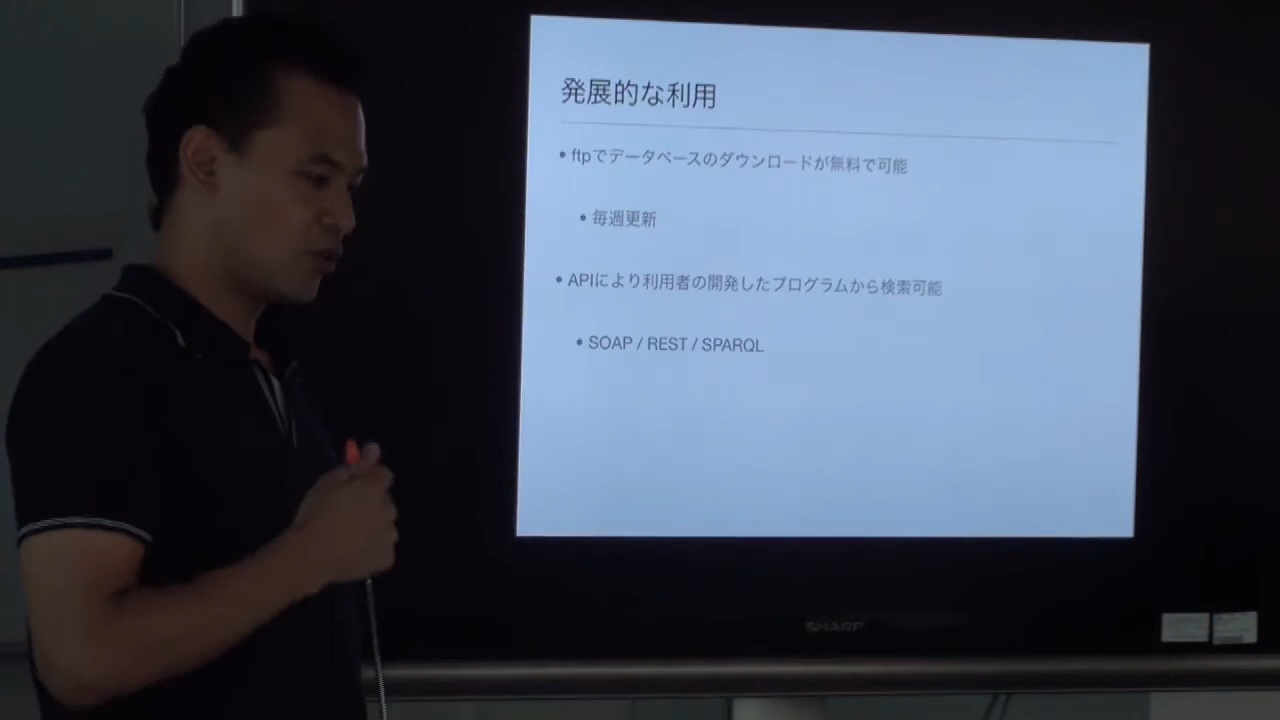 発展的な利用
• ftpでデータベースのダウンロードが無料で可能
• 毎週更新
• APIにより利用者の開発したプログラムから検索可能
• SOAP / REST / SPARQL
SHARP